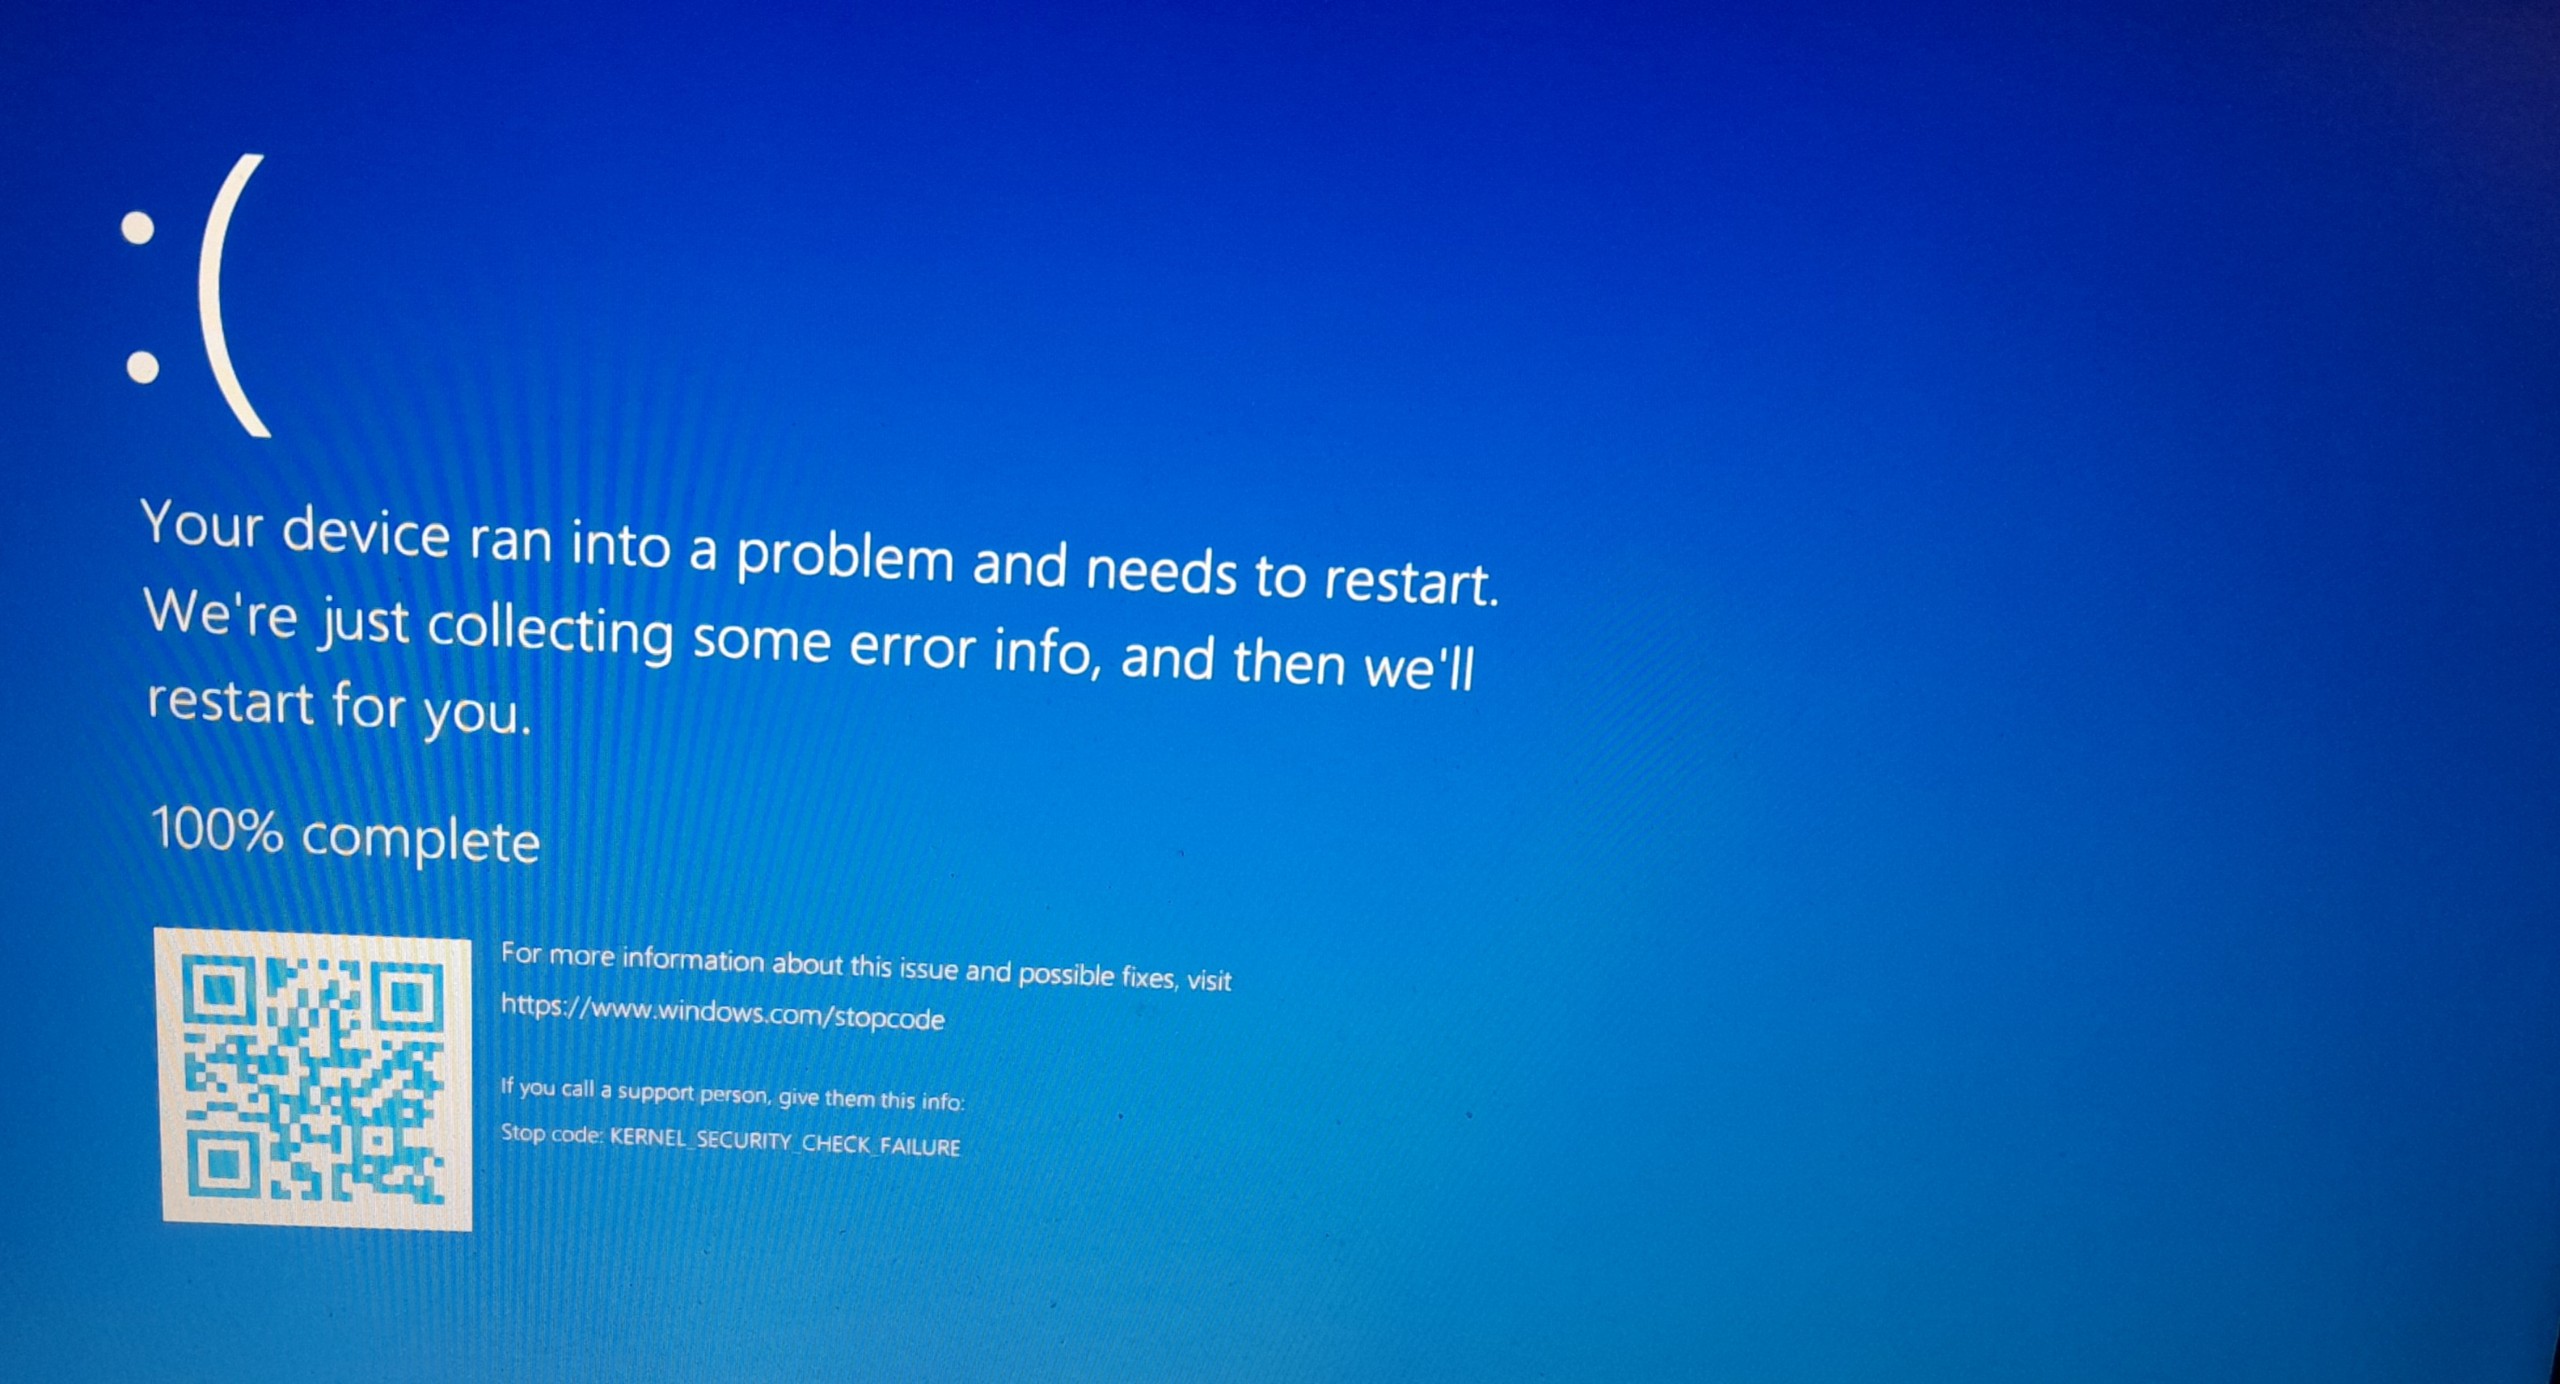 :(
Your device ran into a problem and needs to restart.
We're just collecting some error info, and then we'll
restart for you.
100% complete
For more information about this issue and possible fixes, visit
https://www.windows.com/stopcode
If you call a support person, give them this info:
Stop code: KERNEL_SECURITY_CHECK_FAILURE